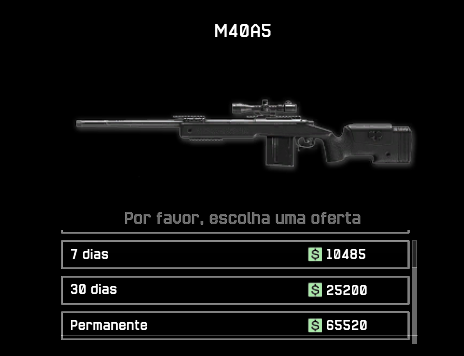 M40A5
Por favor, escolha uma oferta
7 dias $ 10485
30 dias $ 25200
Permanente $ 65520